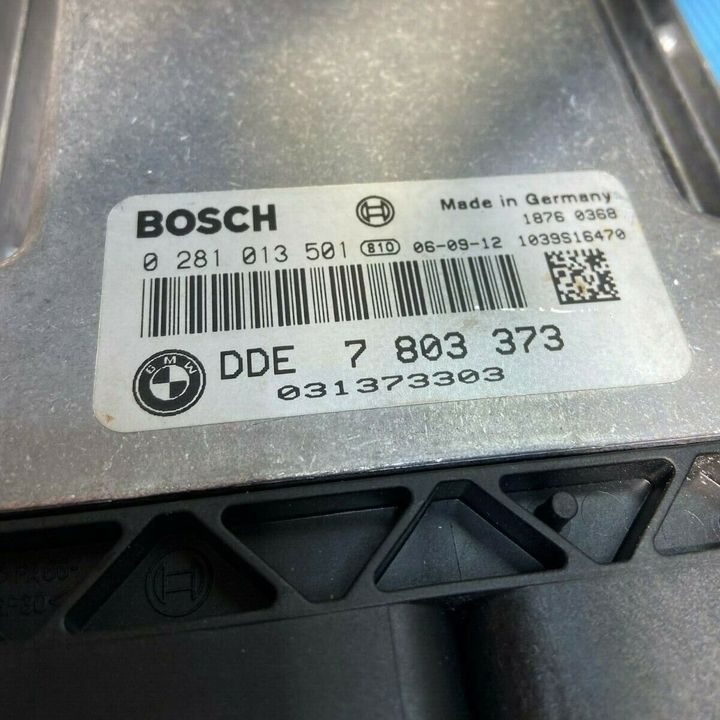 BOSCH
Made in Germany
1876 0368
0 281 013 501 810 06-09-12 1039S16470
BMW
DDE 7 803 373
031373303